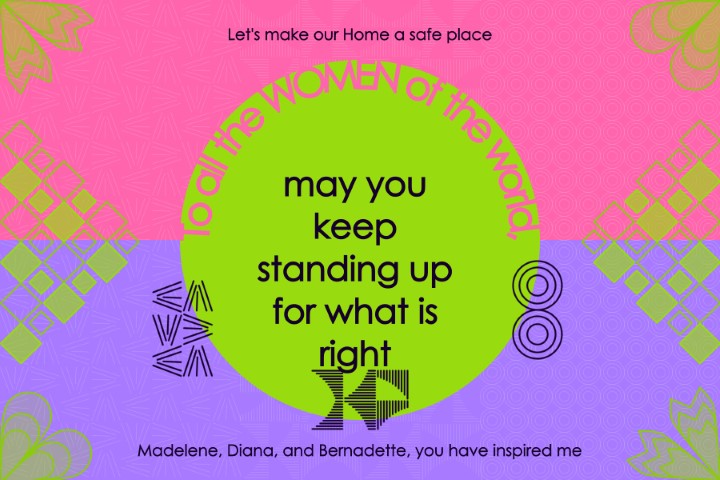 Let's make our Home a safe place
To all the WOMEN of the world,
may you
keep
standing up
for what is
right
Madelene, Diana, and Bernadette, you have inspired me